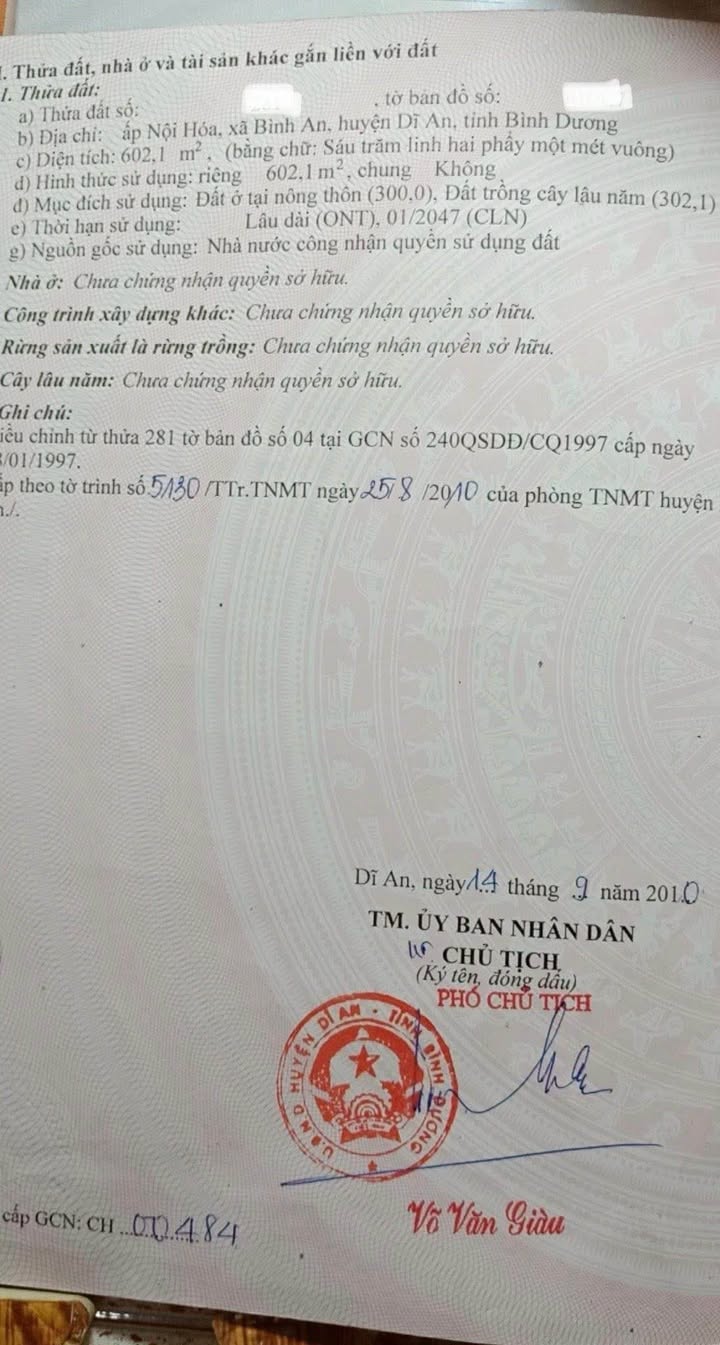 I. Thửa đất, nhà ở và tài sản khác gắn liền với đất
1. Thửa đất:
a) Thửa đất số: , tờ bản đồ số:
b) Địa chỉ: ấp Nội Hóa, xã Bình An, huyện Dĩ An, tỉnh Bình Dương
c) Diện tích: 602,1 m², (bằng chữ: Sáu trăm linh hai phẩy một mét vuông)
d) Hình thức sử dụng: riêng 602,1 m², chung Không
đ) Mục đích sử dụng: Đất ở tại nông thôn (300,0), Đất trồng cây lâu năm (302,1)
e) Thời hạn sử dụng: Lâu dài (ONT), 01/2047 (CLN)
g) Nguồn gốc sử dụng: Nhà nước công nhận quyền sử dụng đất
Nhà ở: Chưa chứng nhận quyền sở hữu.
Công trình xây dựng khác: Chưa chứng nhận quyền sở hữu.
Rừng sản xuất là rừng trồng: Chưa chứng nhận quyền sở hữu.
Cây lâu năm: Chưa chứng nhận quyền sở hữu.
Ghi chú:
iều chỉnh từ thửa 281 tờ bản đồ số 04 tại GCN số 240QSDĐ/CQ1997 cấp ngày
/01/1997.
ấp theo tờ trình số 5130 /TTr.TNMT ngày 25/8 /2010 của phòng TNMT huyện
./.
Dĩ An, ngày 14 tháng 9 năm 2010
TM. ỦY BAN NHÂN DÂN
CHỦ TỊCH
(Ký tên, đóng dấu)
PHÓ CHỦ TỊCH
U.B.N.D HUYỆN DĨ AN - TỈNH BÌNH DƯƠNG
Võ Văn Giàu
cấp GCN: CH ...00484